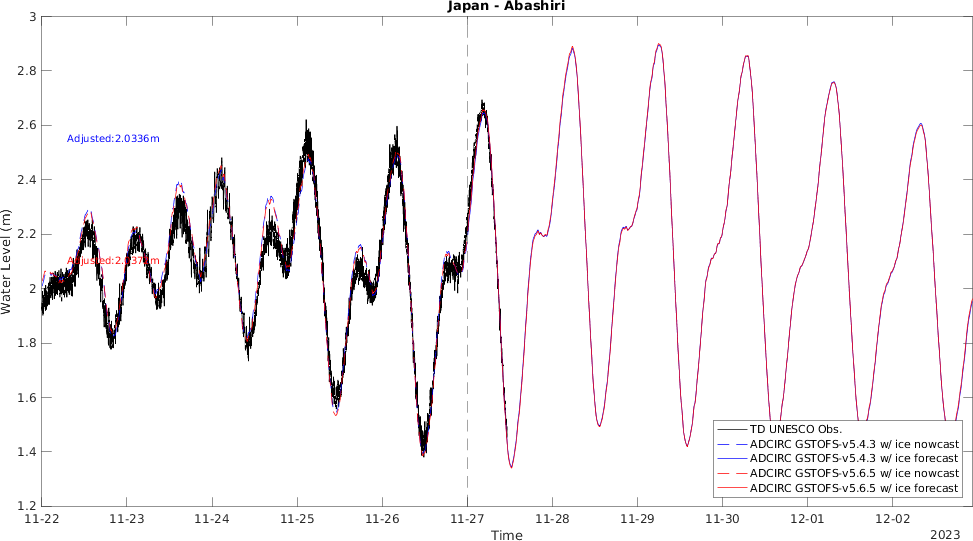 Japan - Abashiri
3
2.8
2.6
2.4
2.2
2
1.8
1.6
1.4
1.2
Water Level (m)
Adjusted:2.0336m
TD UNESCO Obs.
ADCIRC GSTOFS-v5.4.3 w/ ice nowcast
ADCIRC GSTOFS-v5.4.3 w/ ice forecast
ADCIRC GSTOFS-v5.6.5 w/ ice nowcast
ADCIRC GSTOFS-v5.6.5 w/ ice forecast
11-22 11-23 11-24 11-25 11-26 11-27 11-28 11-29 11-30 12-01 12-02
Time
2023